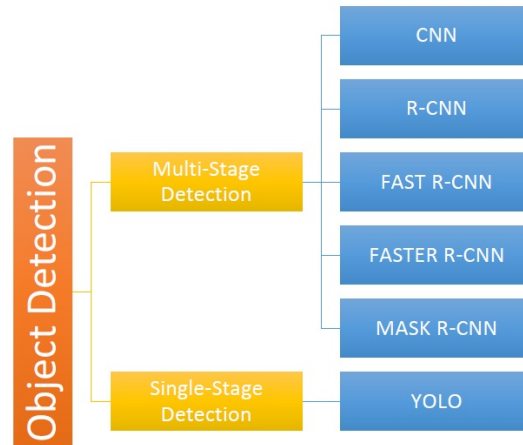 Object Detection
Multi-Stage
Detection
CNN
R-CNN
FAST R-CNN
FASTER R-CNN
MASK R-CNN
Single-Stage
Detection
YOLO